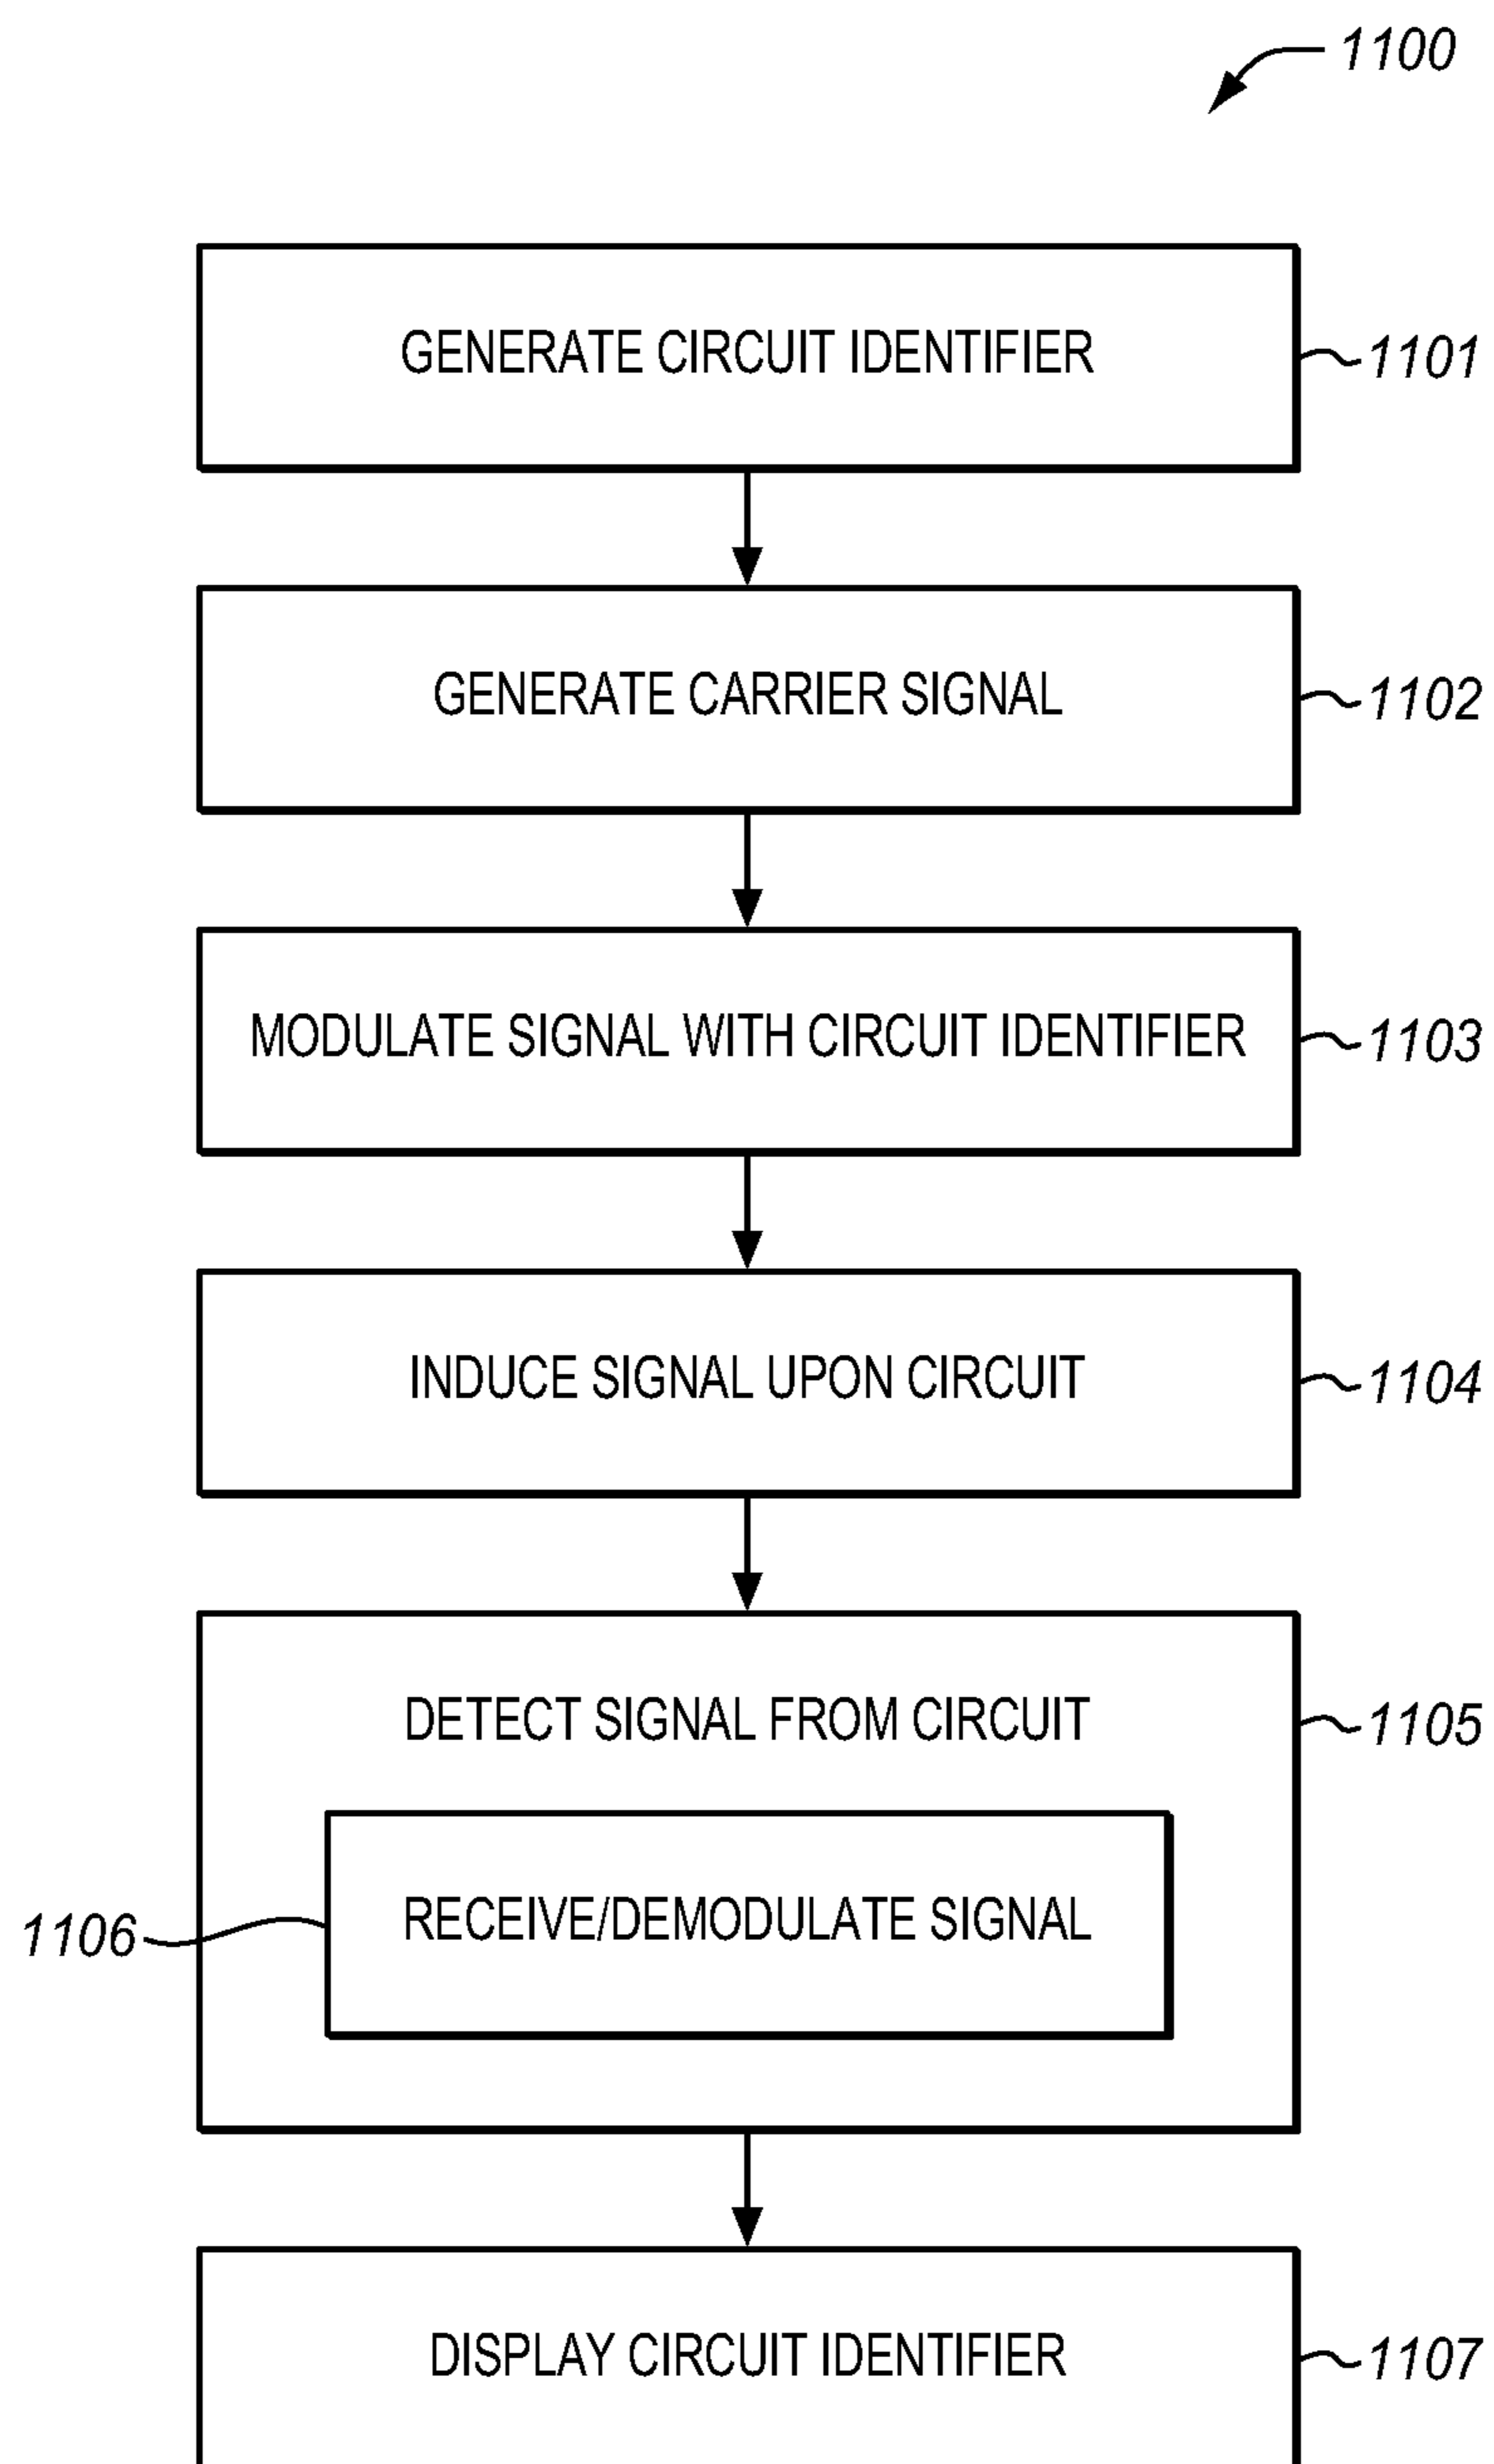 1100
GENERATE CIRCUIT IDENTIFIER
1101
GENERATE CARRIER SIGNAL
1102
MODULATE SIGNAL WITH CIRCUIT IDENTIFIER
1103
INDUCE SIGNAL UPON CIRCUIT
1104
DETECT SIGNAL FROM CIRCUIT
1105
RECEIVE/DEMODULATE SIGNAL
1106
DISPLAY CIRCUIT IDENTIFIER
1107